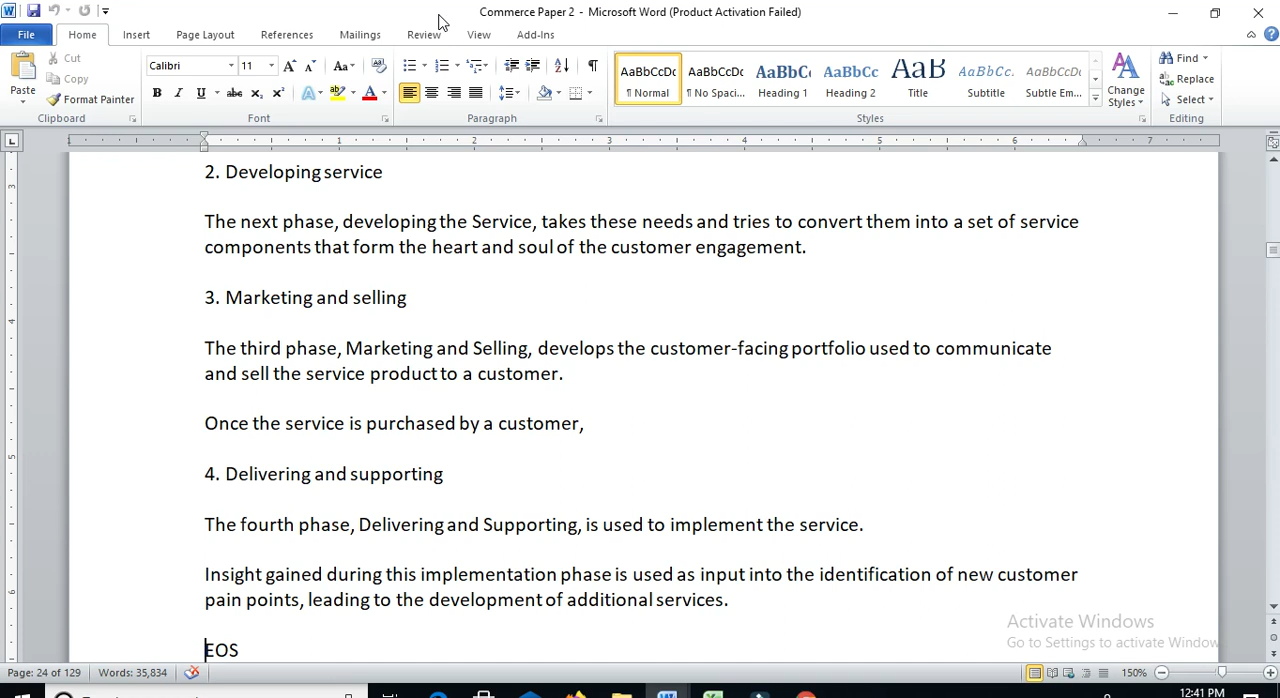 Commerce Paper 2 - Microsoft Word (Product Activation Failed)
File Home Insert Page Layout References Mailings Review View Add-Ins
Paste
Cut
Copy
Format Painter
Clipboard
Calibri 11
Font
Paragraph
AaBbCcDc AaBbCcDc AaBbC AaBbCc AaB AaBbCc. AaBbCcDc
¶ Normal ¶ No Spaci... Heading 1 Heading 2 Title Subtitle Subtle Em...
Styles
Change Styles
Find
Replace
Select
Editing
2. Developing service
The next phase, developing the Service, takes these needs and tries to convert them into a set of service
components that form the heart and soul of the customer engagement.
3. Marketing and selling
The third phase, Marketing and Selling, develops the customer-facing portfolio used to communicate
and sell the service product to a customer.
Once the service is purchased by a customer,
4. Delivering and supporting
The fourth phase, Delivering and Supporting, is used to implement the service.
Insight gained during this implementation phase is used as input into the identification of new customer
pain points, leading to the development of additional services.
EOS
Activate Windows
Go to Settings to activate Window
Page: 24 of 129 Words: 35,834 150%
12:41 PM